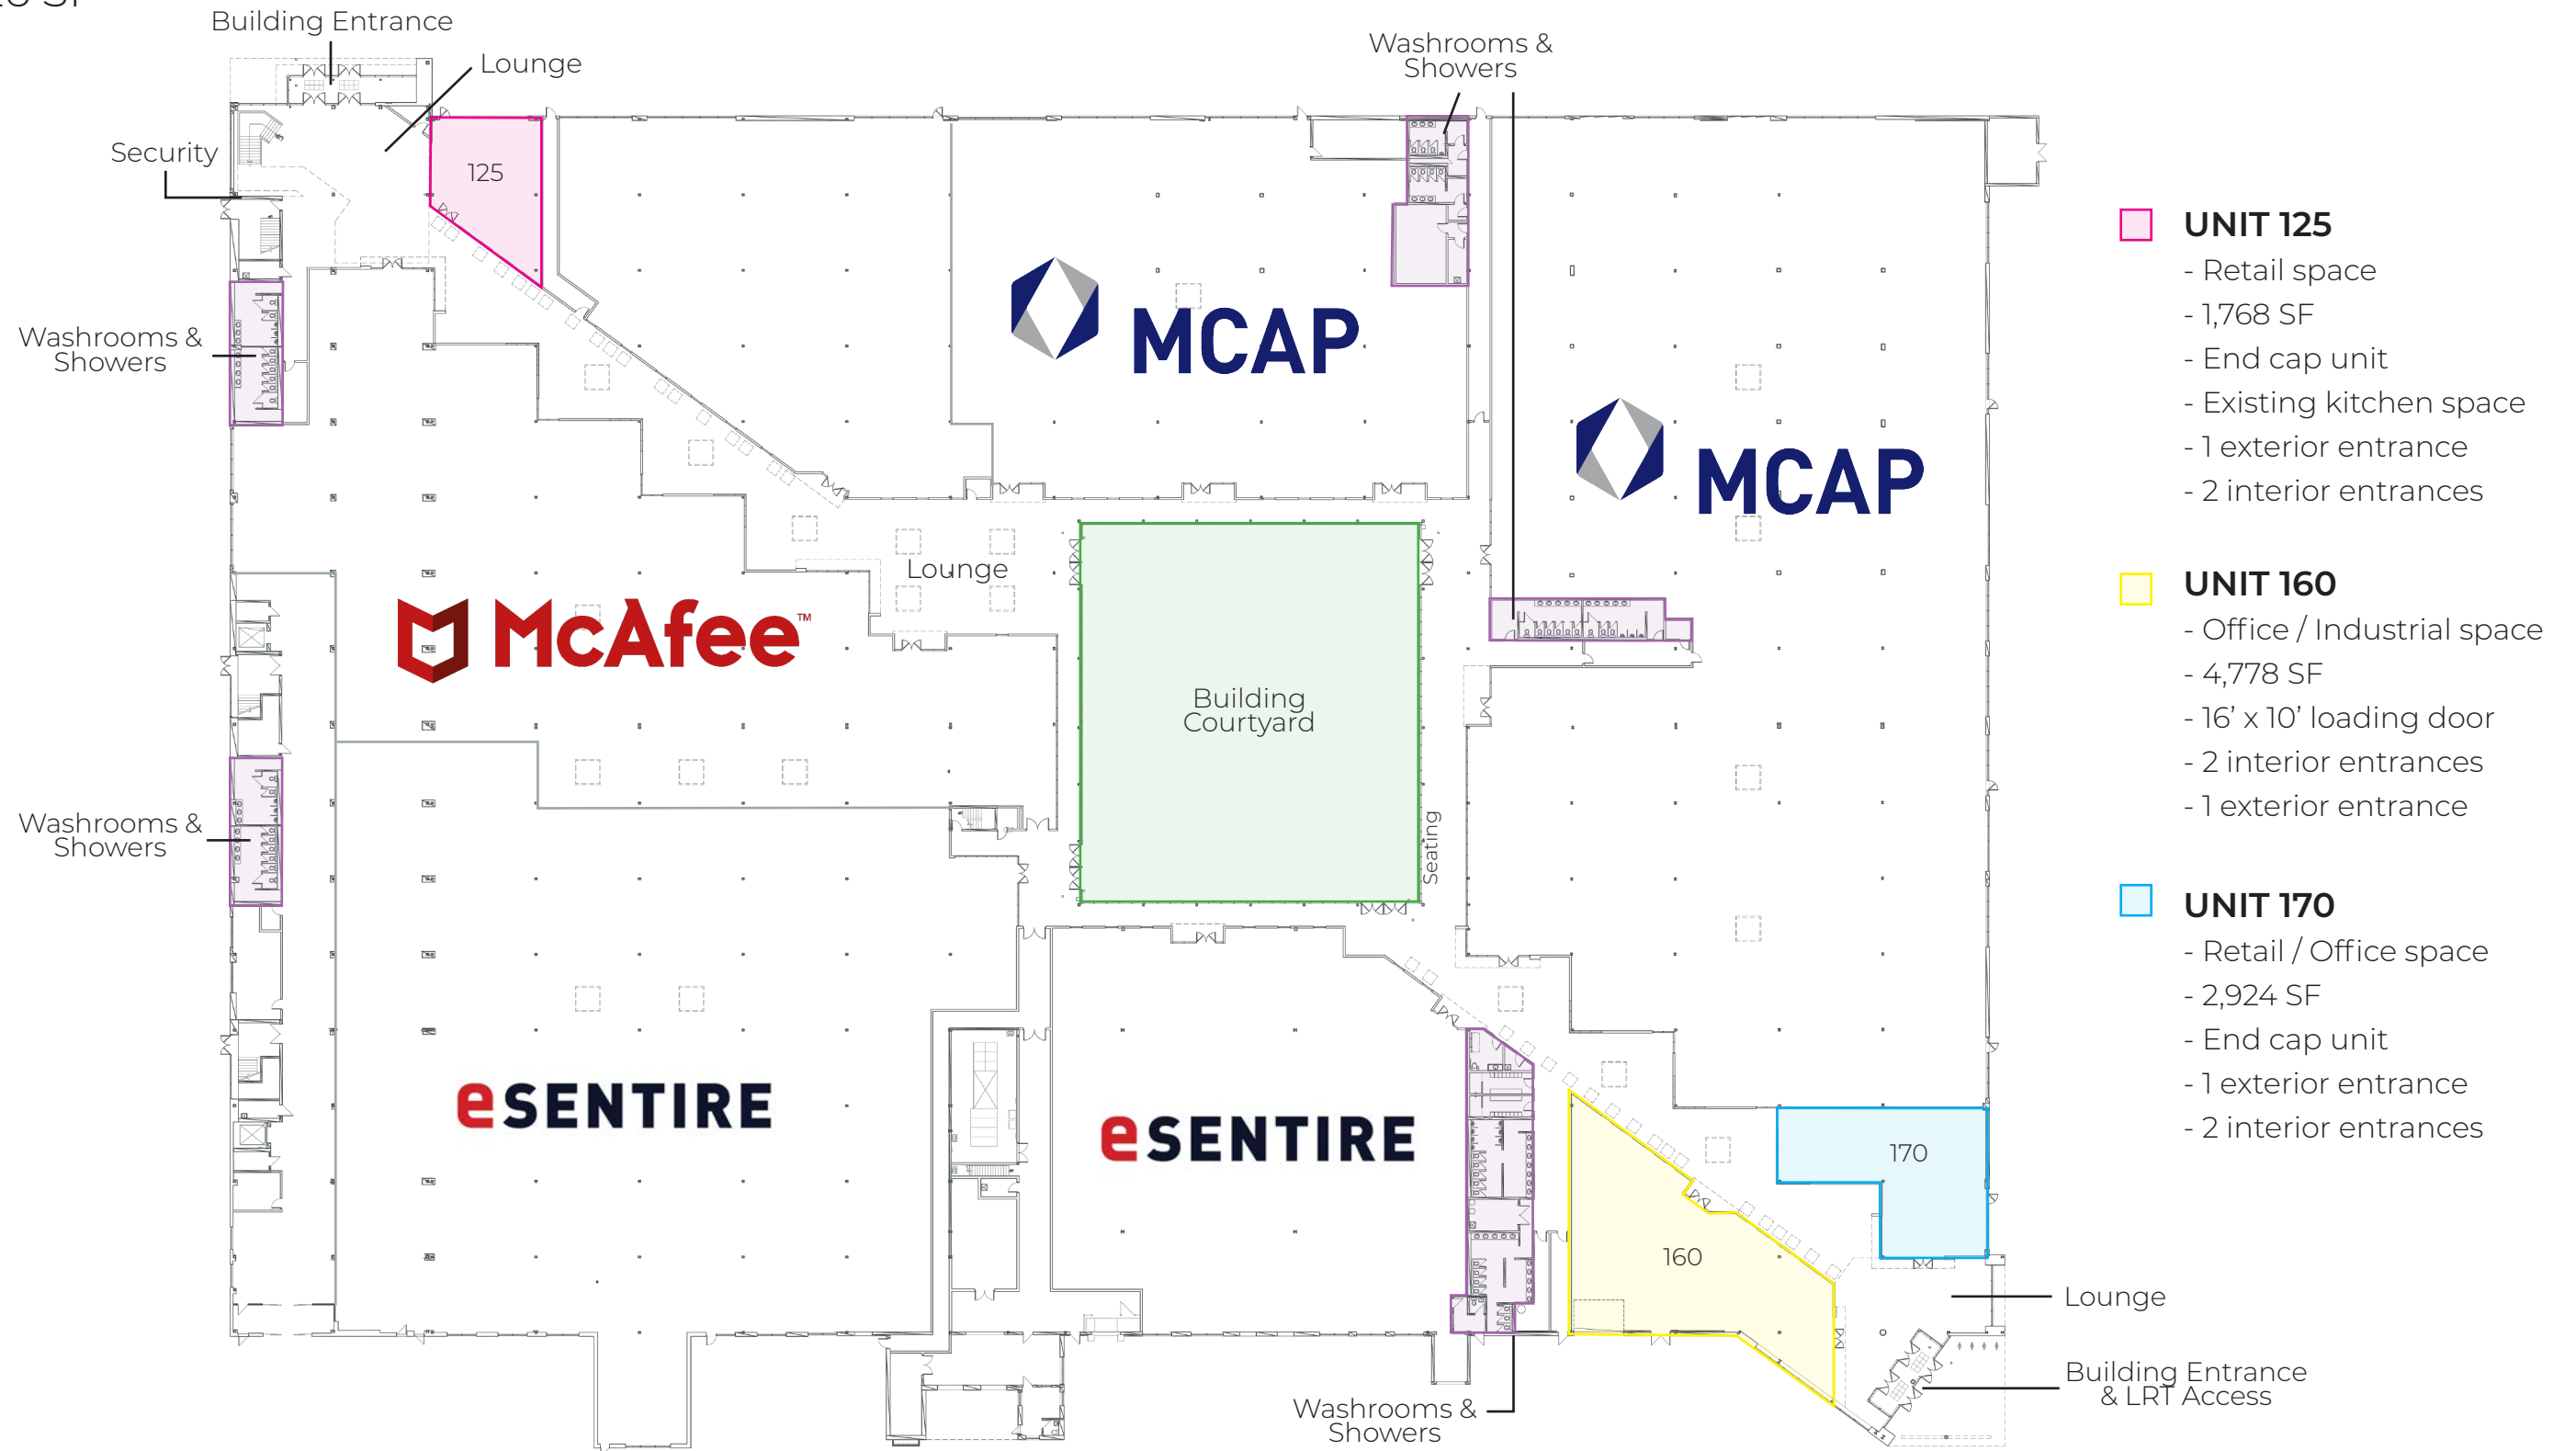 Building Entrance
Lounge
Washrooms &
Showers
Security
125
MCAP
MCAP
Washrooms &
Showers
Lounge
McAfee™
Building
Courtyard
Seating
Washrooms &
Showers
eSENTIRE
eSENTIRE
160
170
Lounge
Building Entrance
& LRT Access
Washrooms &
Showers
UNIT 125
- Retail space
- 1,768 SF
- End cap unit
- Existing kitchen space
- 1 exterior entrance
- 2 interior entrances
UNIT 160
- Office / Industrial space
- 4,778 SF
- 16’ x 10’ loading door
- 2 interior entrances
- 1 exterior entrance
UNIT 170
- Retail / Office space
- 2,924 SF
- End cap unit
- 1 exterior entrance
- 2 interior entrances